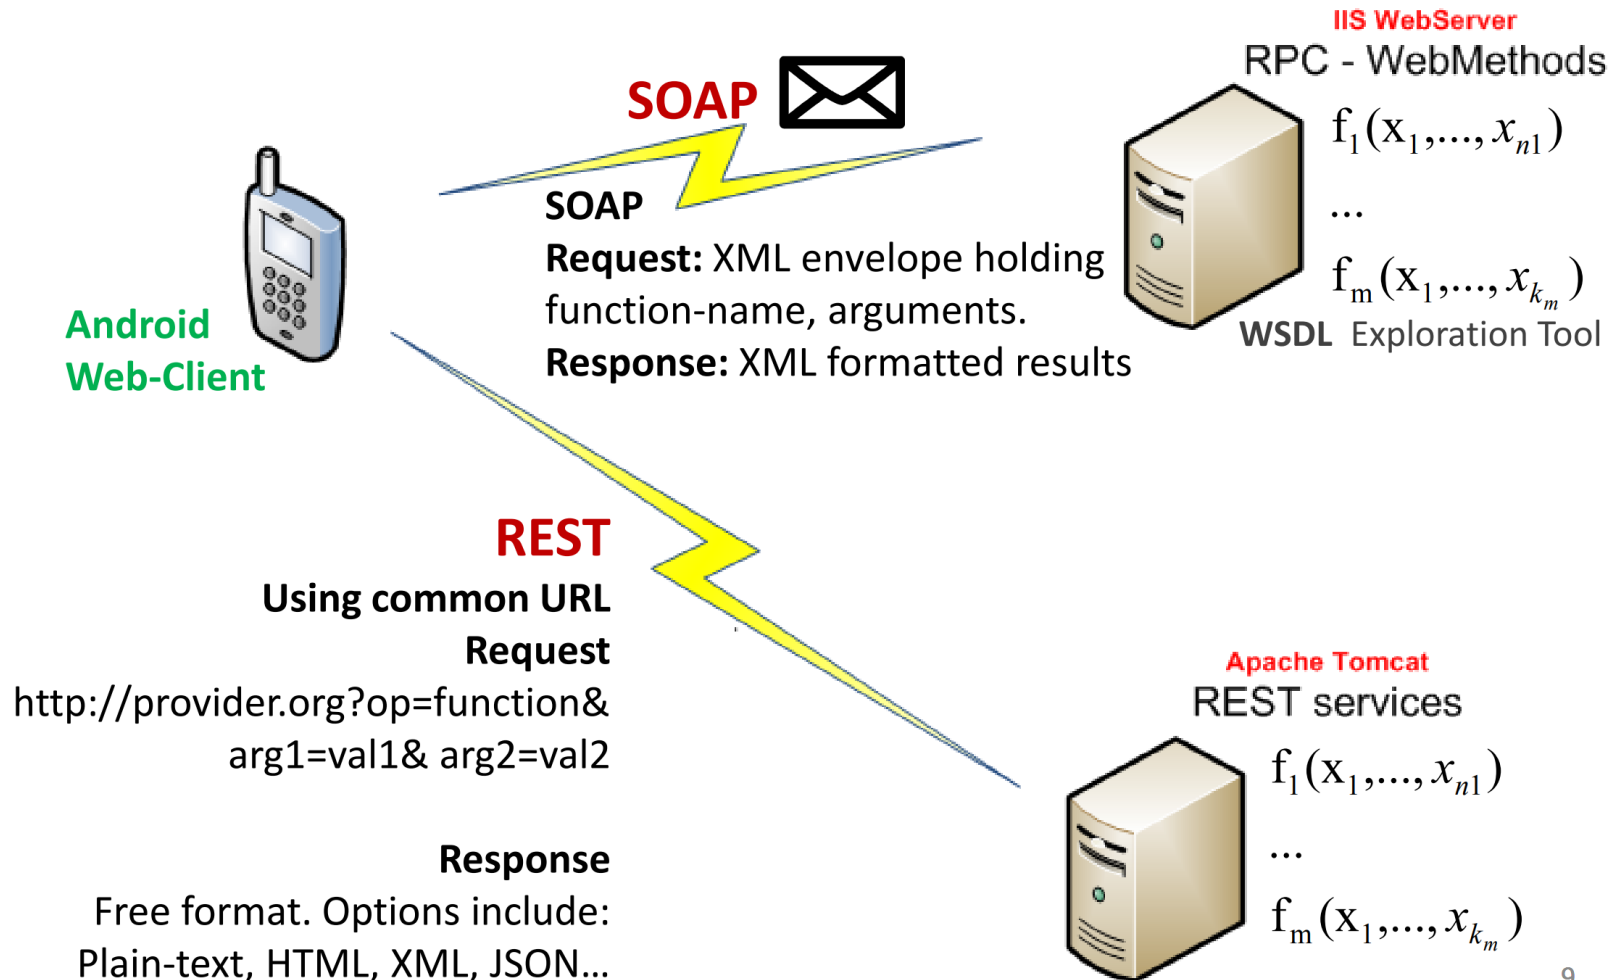 IIS WebServer
RPC - WebMethods
SOAP
f1(x1,..., xn1)
...
fm(x1,..., xkm)
WSDL Exploration Tool
SOAP
Request: XML envelope holding
function-name, arguments.
Response: XML formatted results
Android
Web-Client
REST
Using common URL
Request
http://provider.org?op=function&
arg1=val1& arg2=val2
Response
Free format. Options include:
Plain-text, HTML, XML, JSON...
Apache Tomcat
REST services
f1(x1,..., xn1)
...
fm(x1,..., xkm)
9